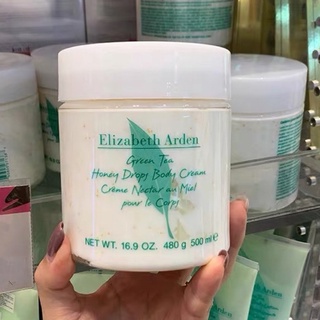 Elizabeth Arden
Green Tea
Honey Drops Body Cream
Crème Nectar au Miel
pour le Corps
NET WT. 16.9 OZ. 480 g 500 ml e